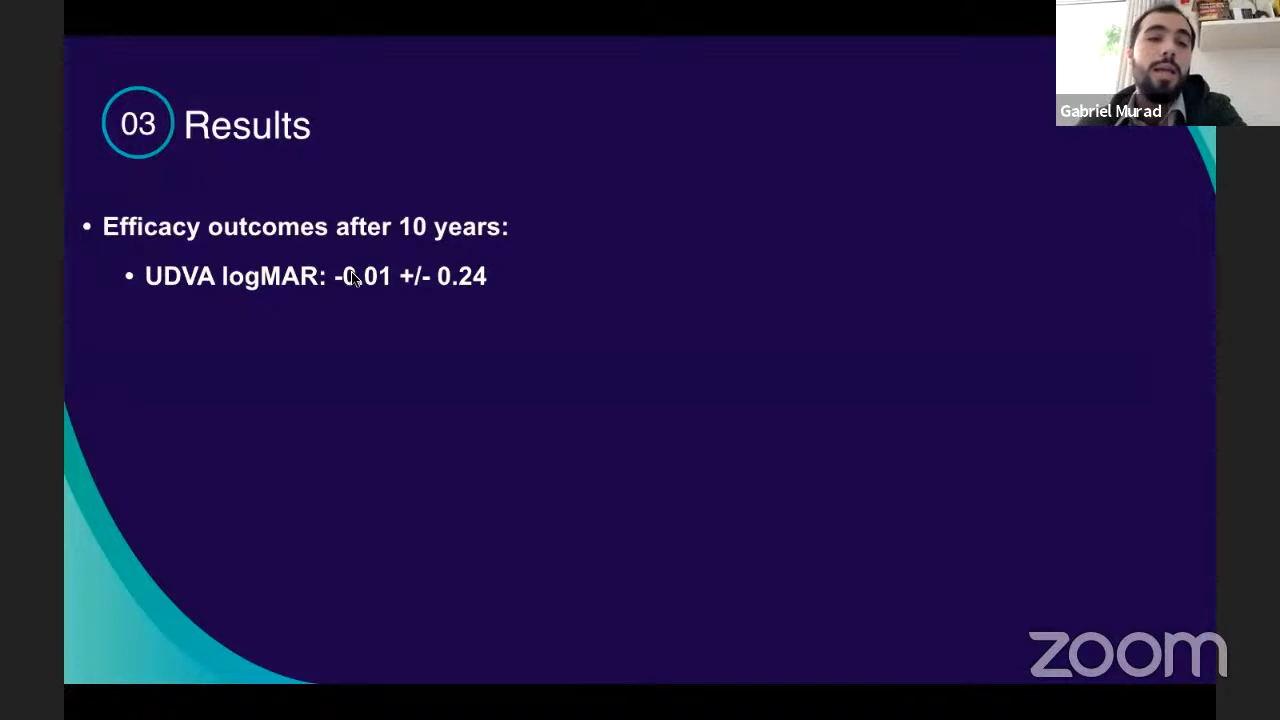 03 Results
Gabriel Murad
• Efficacy outcomes after 10 years:
• UDVA logMAR: -0.01 +/- 0.24
zoom